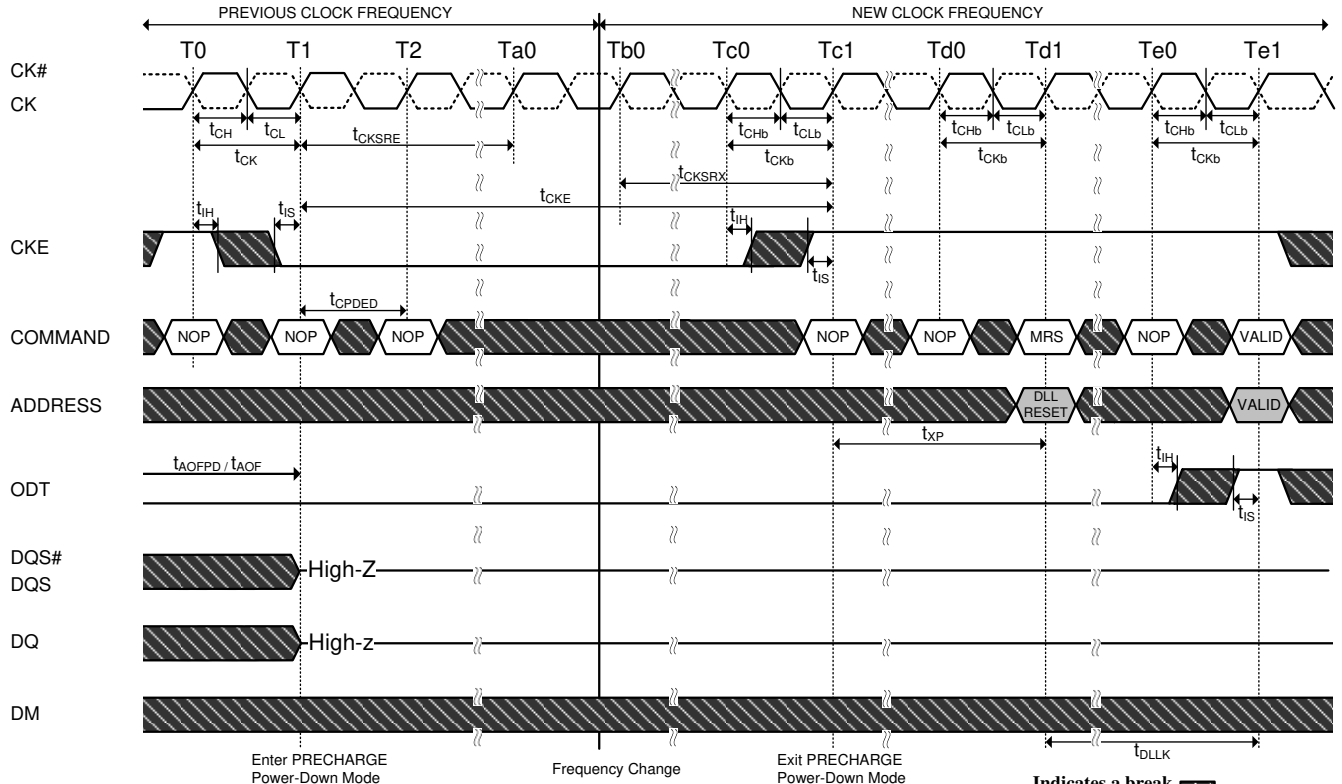 PREVIOUS CLOCK FREQUENCY NEW CLOCK FREQUENCY
T0 T1 T2 Ta0 Tb0 Tc0 Tc1 Td0 Td1 Te0 Te1
CK#
CK
tCH tCL tCHb tCLb tCHb tCLb tCHb tCLb
tCK tCKSRE tCKb tCKb tCKb
tCKSRX
tCKE
tIH tIS tIH
CKE
tIS
tCPDED
COMMAND NOP NOP NOP NOP NOP MRS NOP VALID
ADDRESS DLL RESET VALID
tXP
tAOFPD / tAOF tIH
ODT
tIS
DQS#
DQS High-Z
DQ High-z
DM
tDLLK
Enter PRECHARGE
Power-Down Mode
Frequency Change
Exit PRECHARGE
Power-Down Mode
Indicates a break